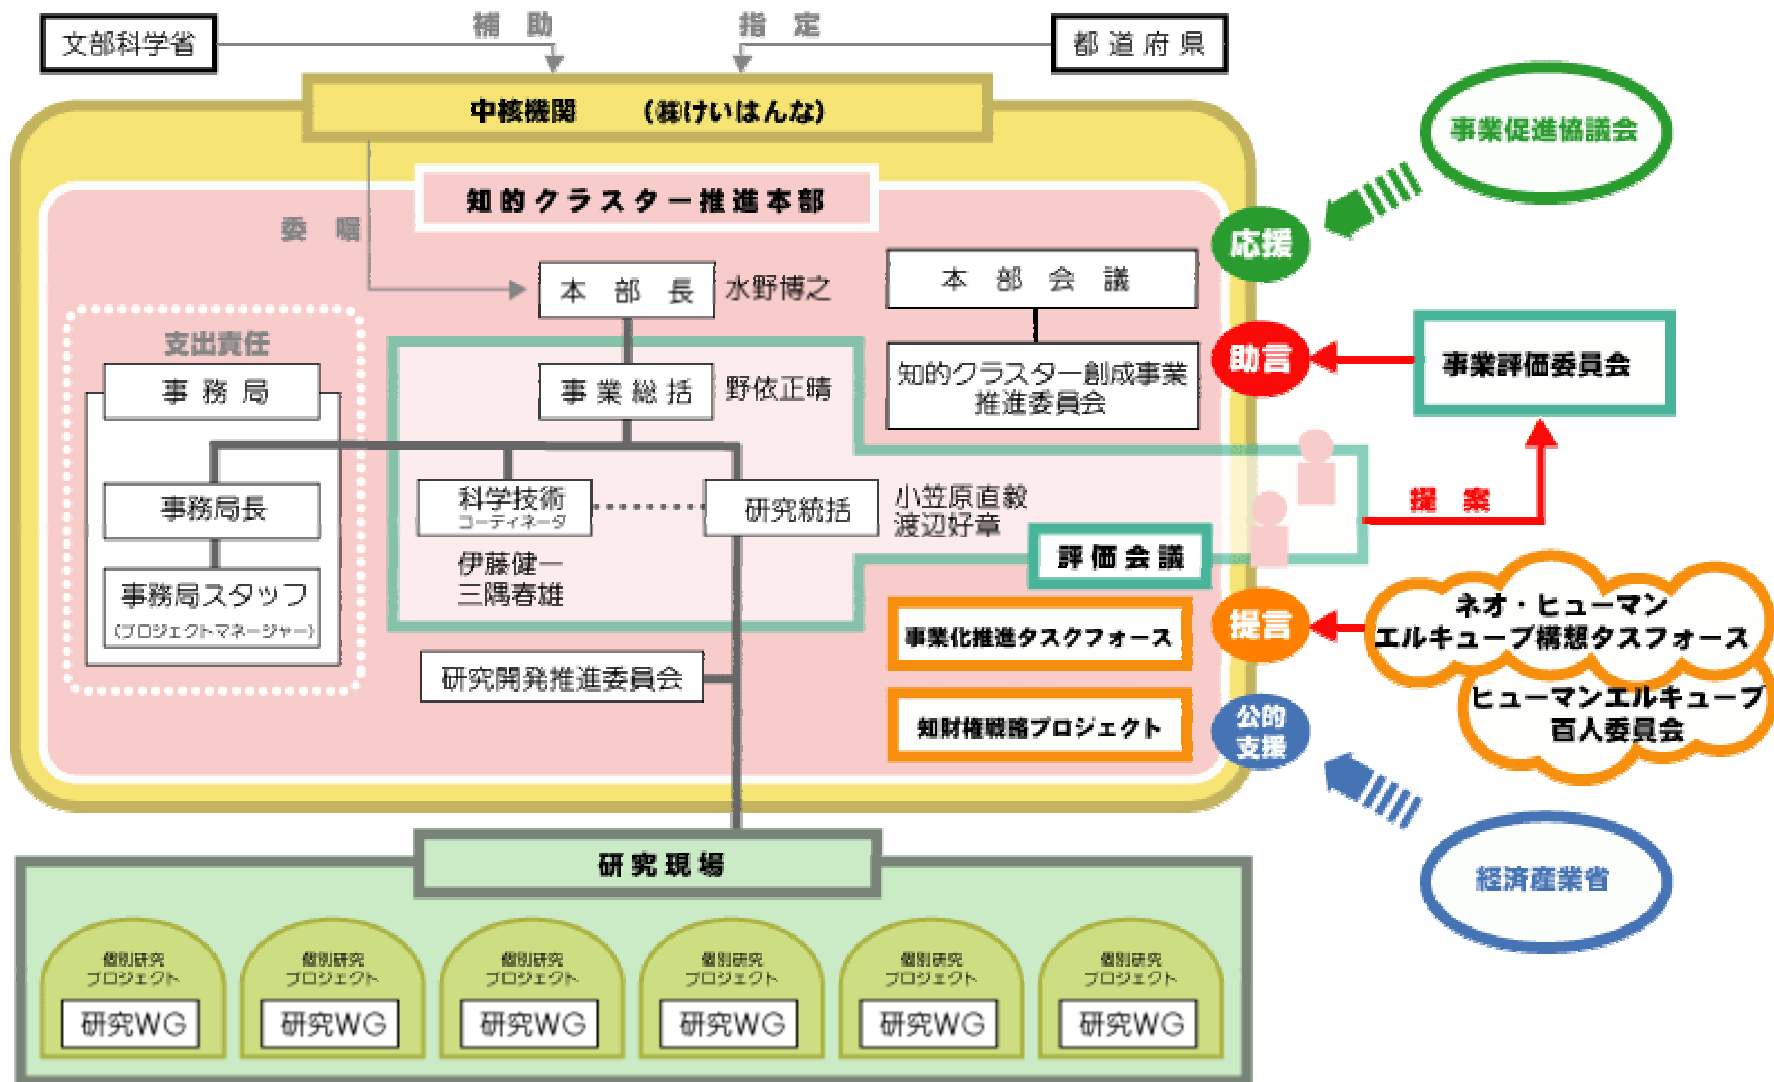 文部科学省
補助
指定
都道府県
中核機関 (㈱けいはんな)
事業促進協議会
知的クラスター推進本部
委嘱
応援
本部長
水野博之
本部会議
支出責任
助言
事業評価委員会
事務局
事業総括
野依正晴
知的クラスター創成事業
推進委員会
事務局長
科学技術
コーディネータ
研究統括
小笠原直毅
渡辺好章
提案
評価会議
伊藤健一
三隅春雄
事務局スタッフ
(プロジェクトマネージャー)
事業化推進タスクフォース
提言
ネオ・ヒューマン
エルキューブ構想タスフォース
研究開発推進委員会
ヒューマンエルキューブ
百人委員会
知財権戦略プロジェクト
公的
支援
研究現場
経済産業省
個別研究
プロジェクト
研究WG
個別研究
プロジェクト
研究WG
個別研究
プロジェクト
研究WG
個別研究
プロジェクト
研究WG
個別研究
プロジェクト
研究WG
個別研究
プロジェクト
研究WG